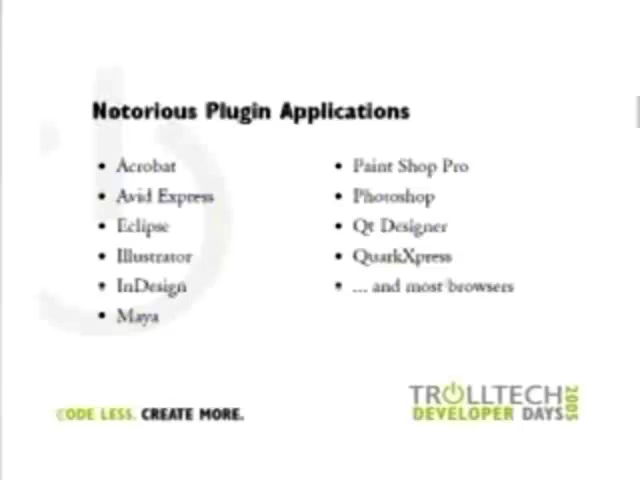 Notorious Plugin Applications
• Acrobat
• Avid Express
• Eclipse
• Illustrator
• InDesign
• Maya
• Paint Shop Pro
• Photoshop
• Qt Designer
• QuarkXpress
• ... and most browsers
CODE LESS. CREATE MORE.
TROLLTECH
DEVELOPER DAYS 2005